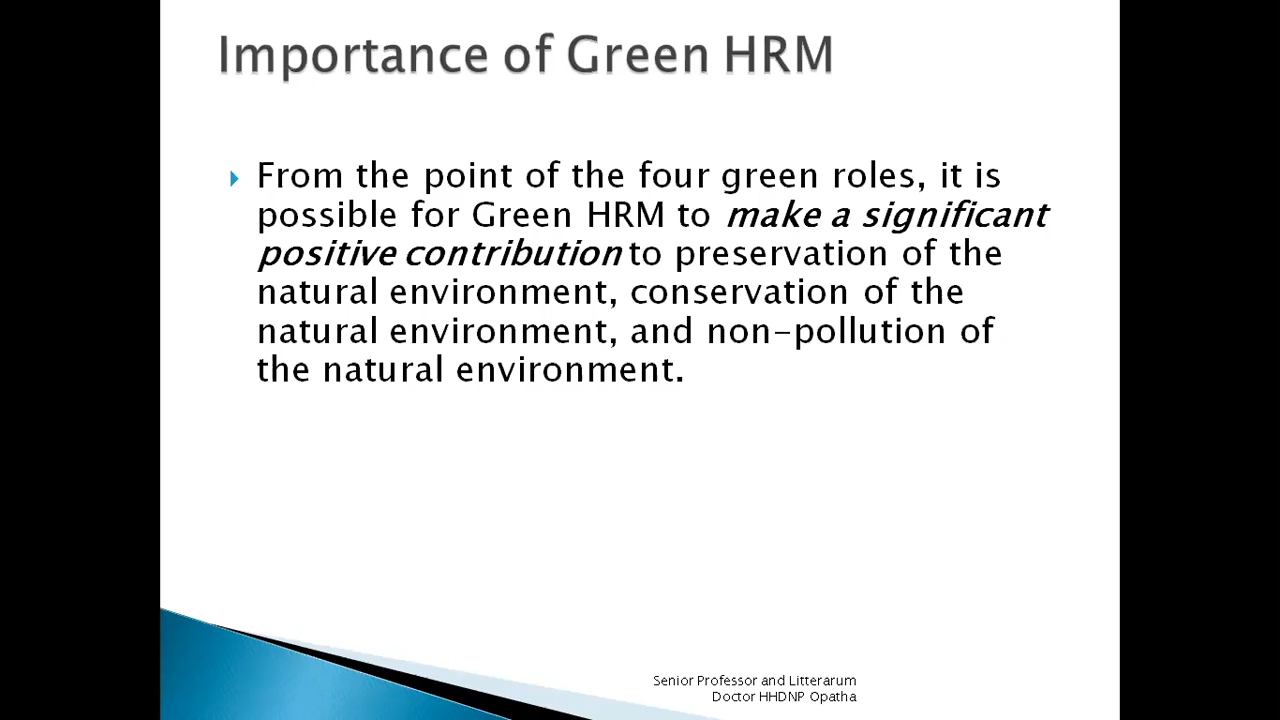 Importance of Green HRM
From the point of the four green roles, it is
possible for Green HRM to make a significant
positive contribution to preservation of the
natural environment, conservation of the
natural environment, and non-pollution of
the natural environment.
Senior Professor and Litterarum
Doctor HHDNP Opatha